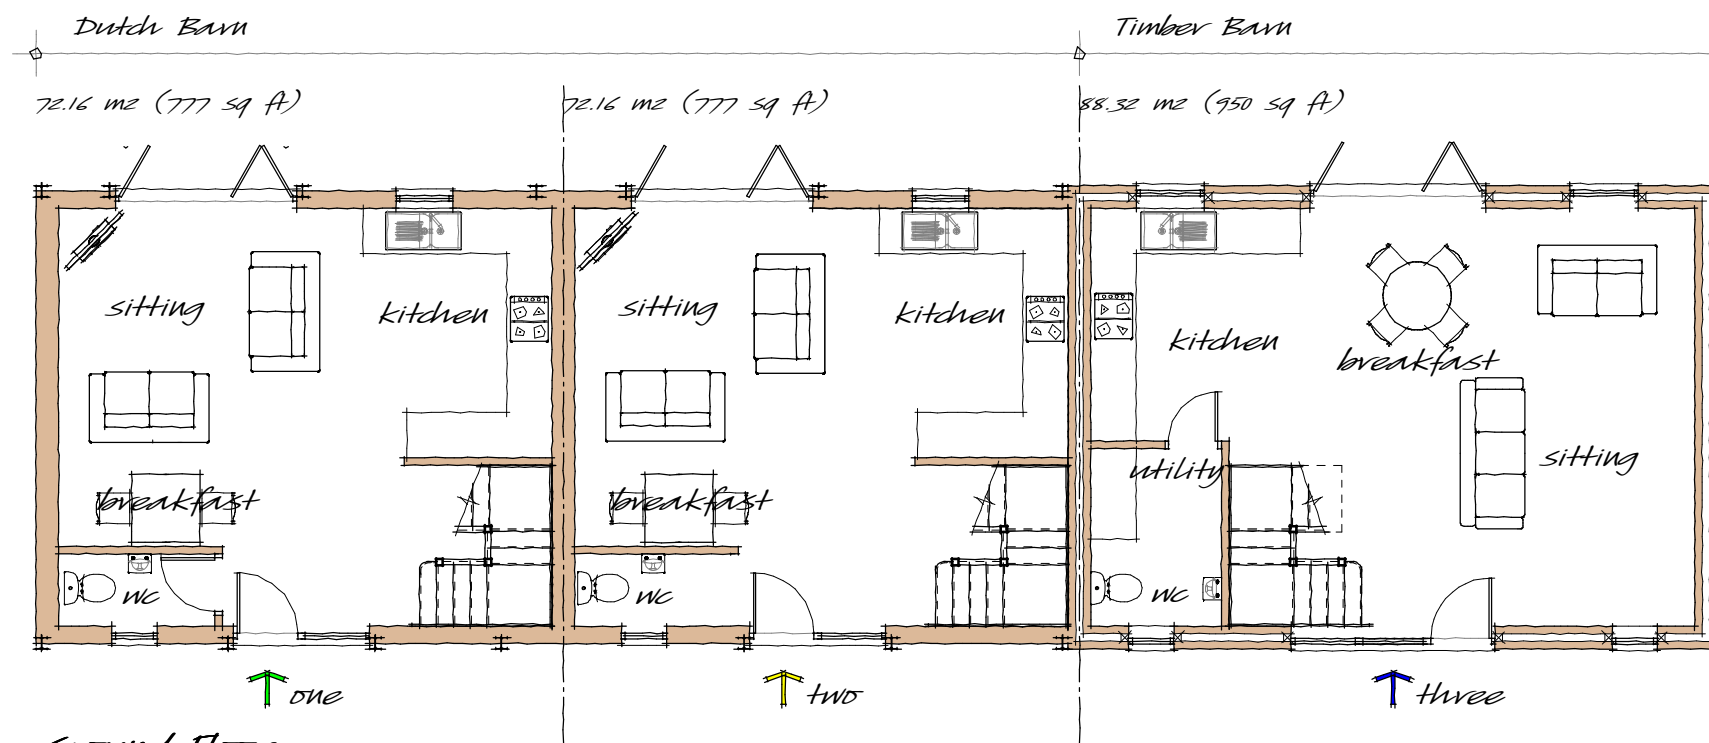 Dutch Barn
Timber Barn
72.16 m2 (777 sq ft)
72.16 m2 (777 sq ft)
88.32 m2 (950 sq ft)
sitting
kitchen
sitting
kitchen
kitchen
breakfast
sitting
breakfast
breakfast
utility
wc
wc
wc
one
two
three
Ground Floor